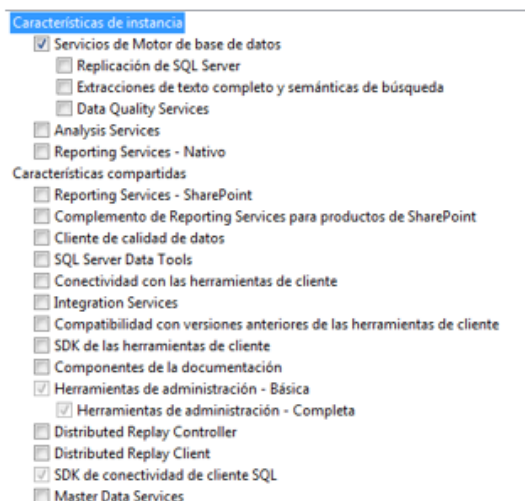 Características de instancia
Servicios de Motor de base de datos
Replicación de SQL Server
Extracciones de texto completo y semánticas de búsqueda
Data Quality Services
Analysis Services
Reporting Services - Nativo
Características compartidas
Reporting Services - SharePoint
Complemento de Reporting Services para productos de SharePoint
Cliente de calidad de datos
SQL Server Data Tools
Conectividad con las herramientas de cliente
Integration Services
Compatibilidad con versiones anteriores de las herramientas de cliente
SDK de las herramientas de cliente
Componentes de la documentación
Herramientas de administración - Básica
Herramientas de administración - Completa
Distributed Replay Controller
Distributed Replay Client
SDK de conectividad de cliente SQL
Master Data Services